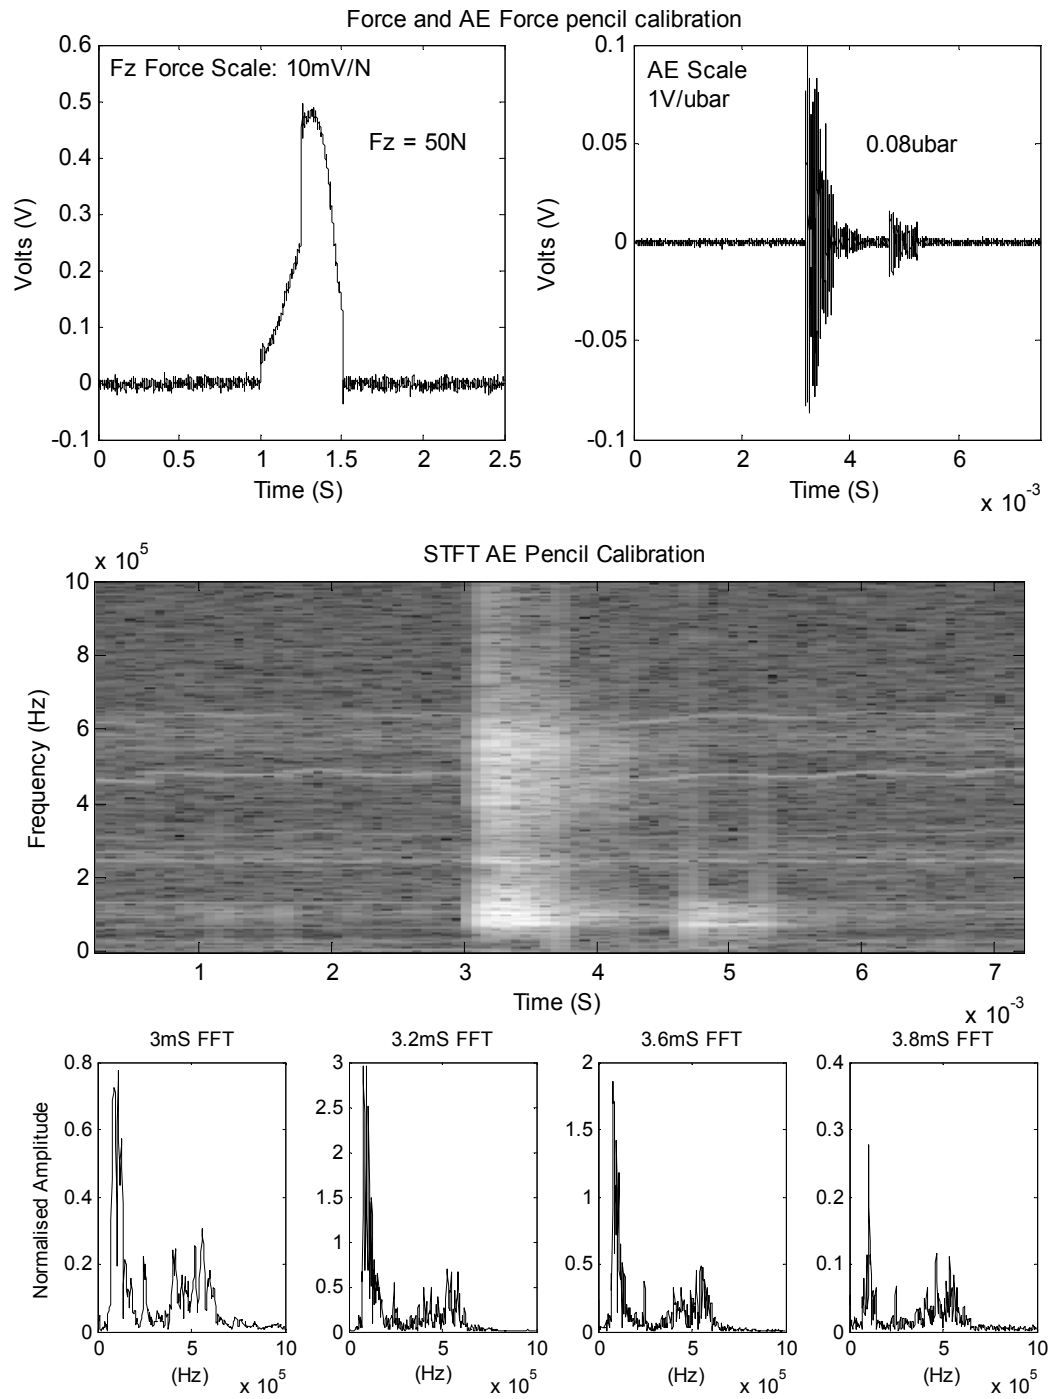 Force and AE Force pencil calibration
0.6
0.5
0.4
0.3
0.2
0.1
0
-0.1
Volts (V)
Fz Force Scale: 10mV/N
Fz = 50N
0
0.5
1
1.5
2
2.5
Time (S)
0.1
0.05
0
-0.05
-0.1
Volts (V)
AE Scale
1V/ubar
0.08ubar
0
2
4
6
Time (S)
x 10-3
STFT AE Pencil Calibration
x 105
10
8
6
4
2
0
Frequency (Hz)
1
2
3
4
5
6
7
Time (S)
x 10-3
3mS FFT
0.8
0.6
0.4
0.2
0
Normalised Amplitude
0
5
10
(Hz)
x 105
3.2mS FFT
3
2.5
2
1.5
1
0.5
0
0
5
10
(Hz)
x 105
3.6mS FFT
2
1.5
1
0.5
0
0
5
10
(Hz)
x 105
3.8mS FFT
0.4
0.3
0.2
0.1
0
0
5
10
(Hz)
x 105